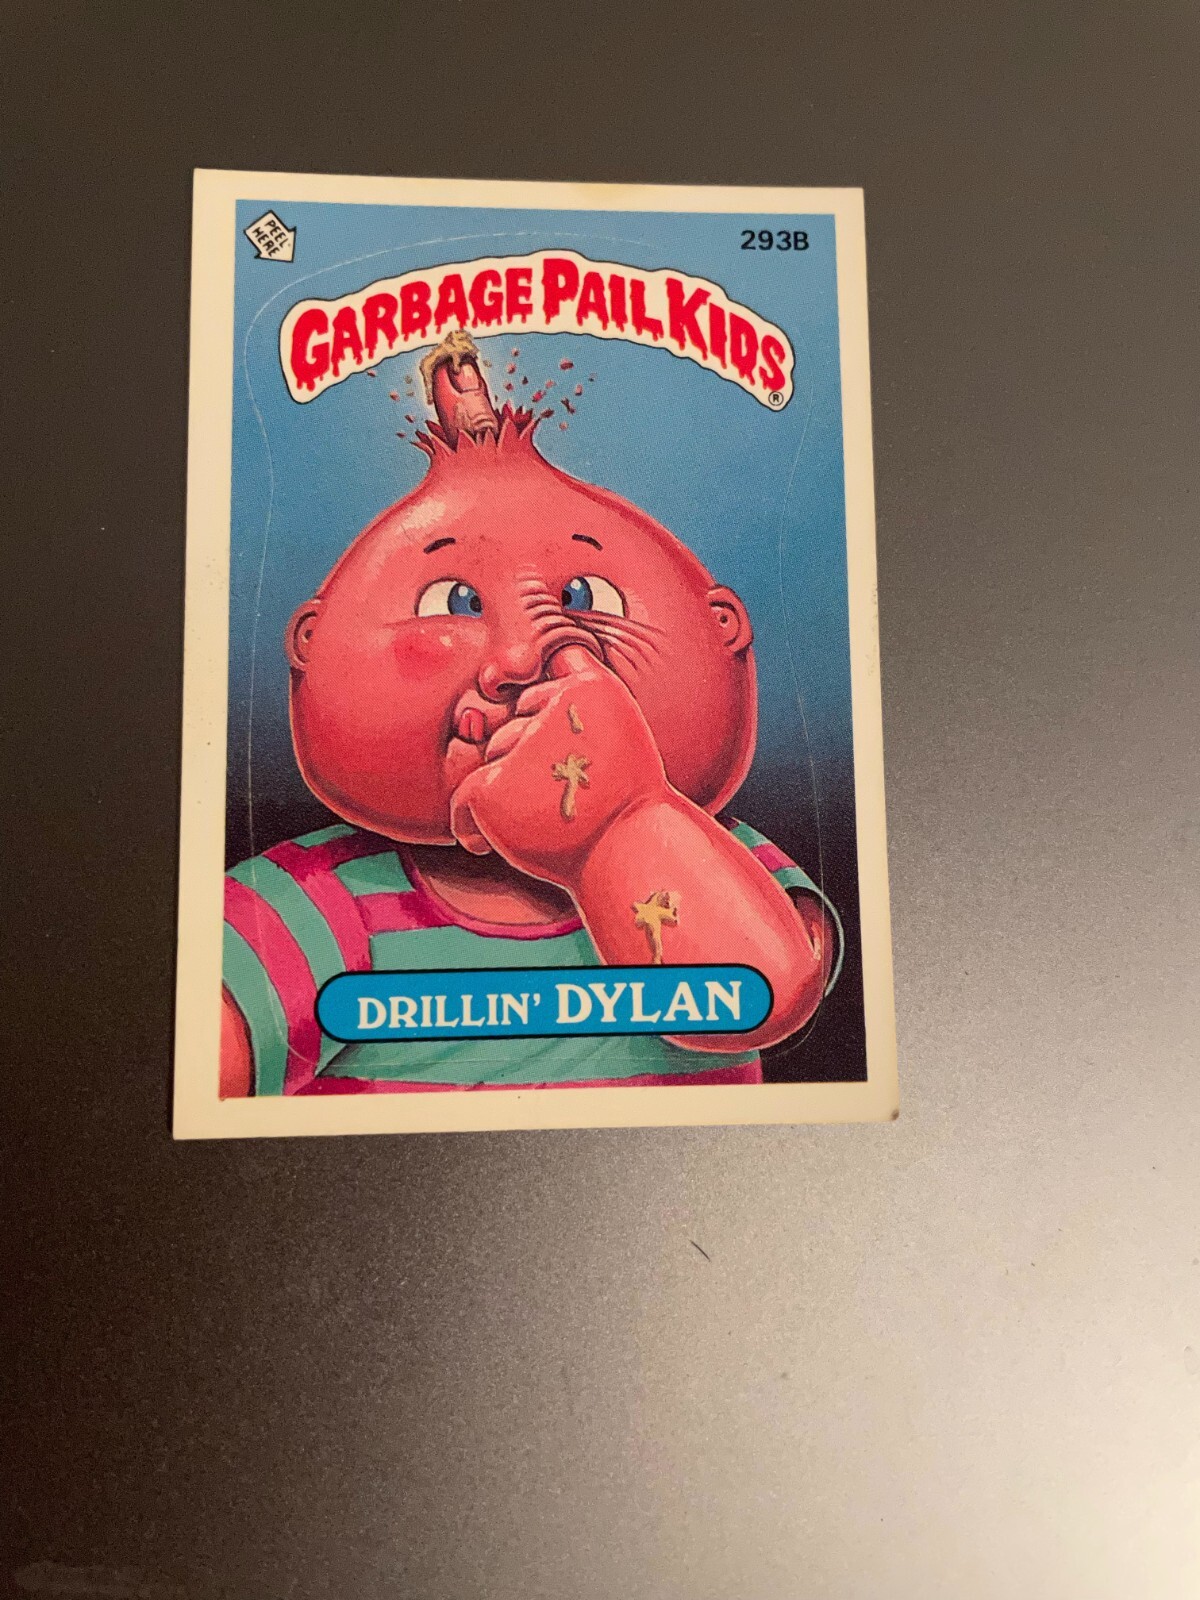 PEEL
HERE
293B
GARBAGE PAIL KIDS
®
DRILLIN' DYLAN